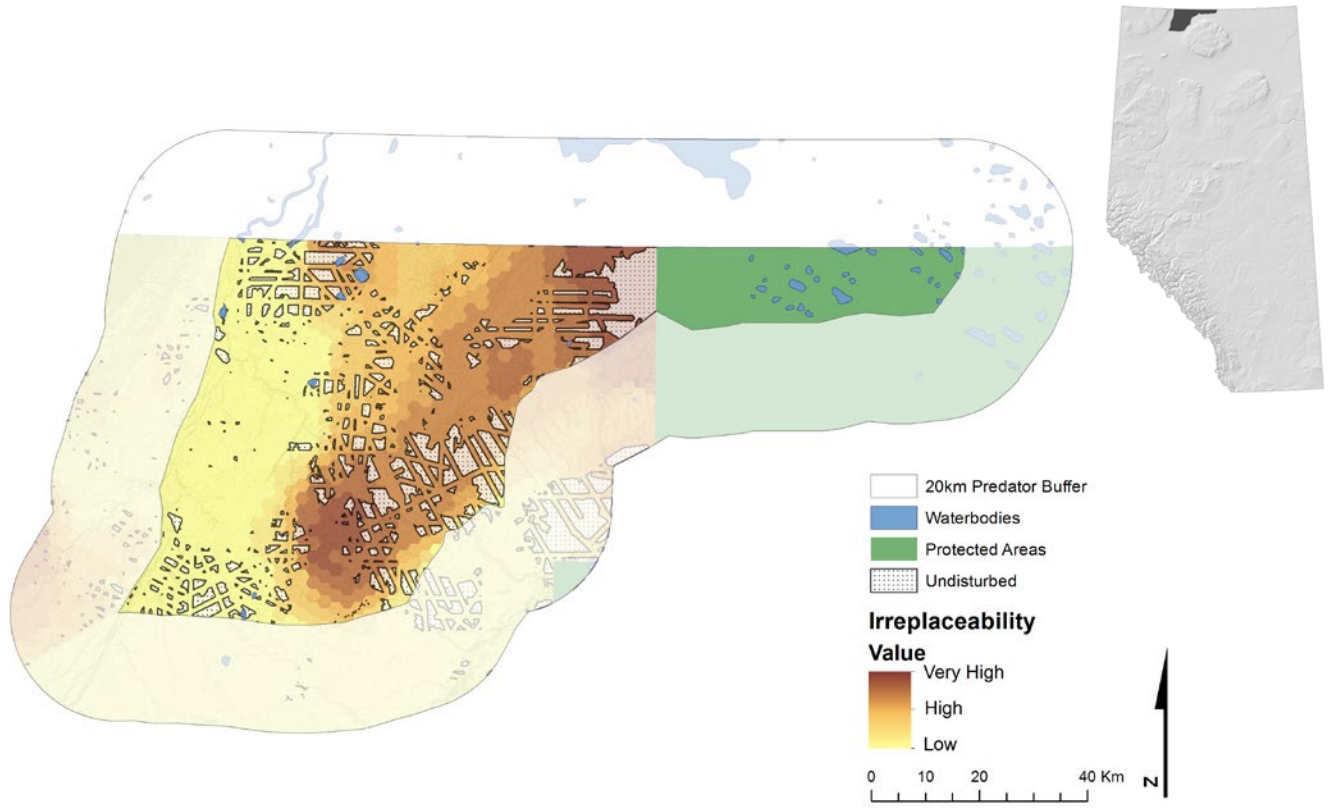 20km Predator Buffer
Waterbodies
Protected Areas
Undisturbed
Irreplaceability
Value
Very High
High
Low
0 10 20 40 Km
N